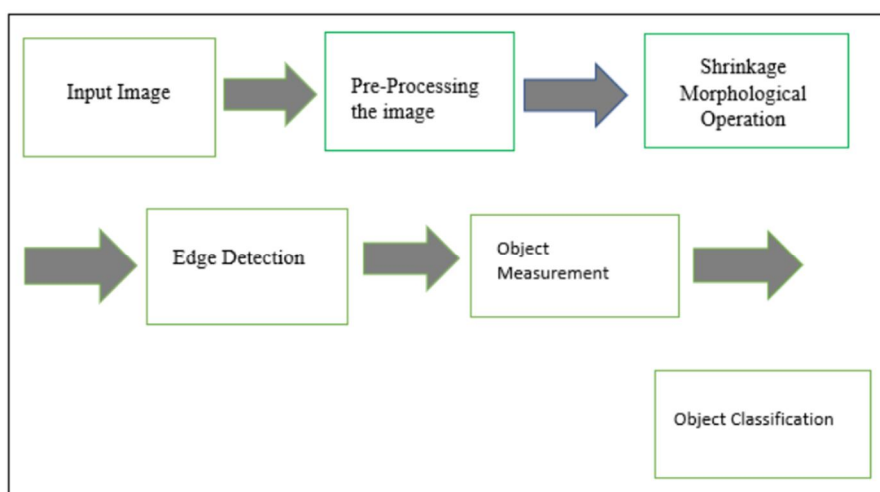 Input Image
Pre-Processing
the image
Shrinkage
Morphological
Operation
Edge Detection
Object
Measurement
Object Classification